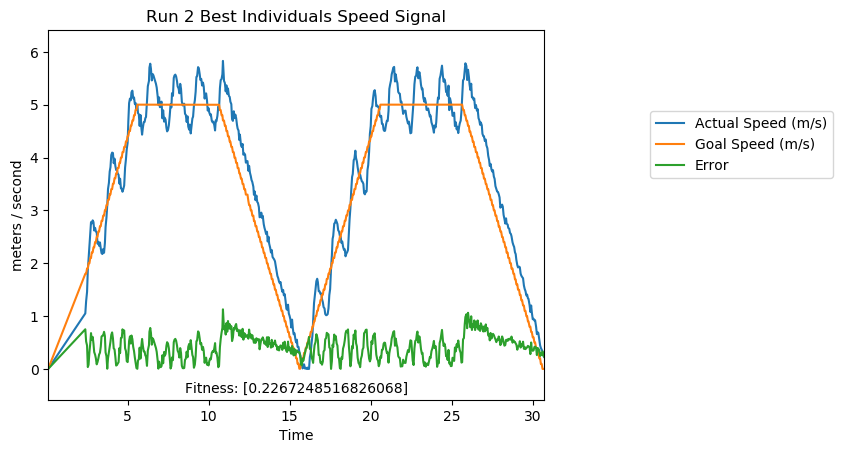 Run 2 Best Individuals Speed Signal
6
5
4
3
2
1
0
meters / second
Actual Speed (m/s)
Goal Speed (m/s)
Error
Fitness: [0.2267248516826068]
5
10
15
20
25
30
Time